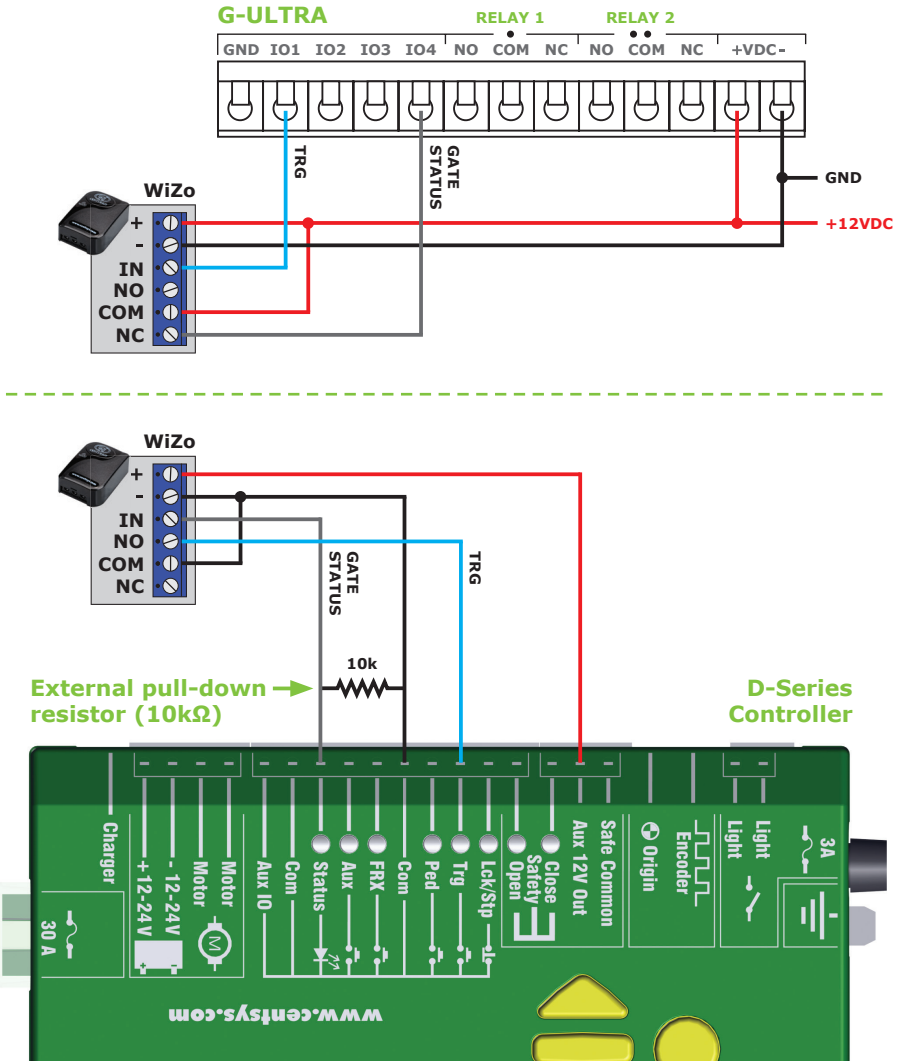 G-ULTRA
RELAY 1
RELAY 2
GND IO1 IO2 IO3 IO4 NO COM NC NO COM NC +VDC-
TRG
GATE
STATUS
GND
+12VDC
WiZo
+
-
IN
NO
COM
NC
WiZo
+
-
IN
NO
COM
NC
GATE
STATUS
TRG
10k
External pull-down
resistor (10kΩ)
D-Series
Controller
Charger
+12-24V
-12-24V
Motor
Motor
Aux IO
Com
Status
Aux
FRX
Com
Ped
Trg
Lck/Stp
Open
Safety
Close
Aux 12V Out
Safe Common
Origin
Encoder
Light
Light
3A
30 A
M
+
-
www.centsys.com